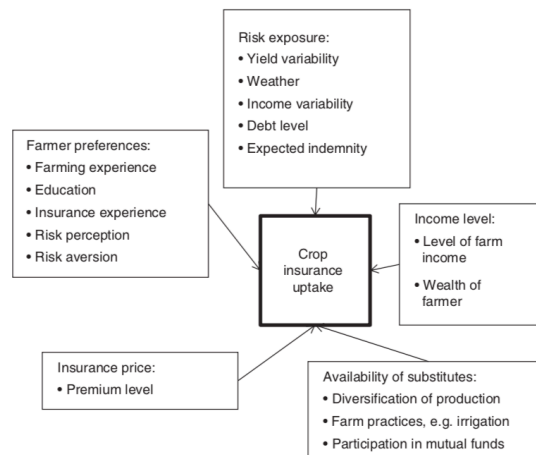 Risk exposure:
• Yield variability
• Weather
• Income variability
• Debt level
• Expected indemnity
Farmer preferences:
• Farming experience
• Education
• Insurance experience
• Risk perception
• Risk aversion
Crop
insurance
uptake
Income level:
• Level of farm
income
• Wealth of
farmer
Insurance price:
• Premium level
Availability of substitutes:
• Diversification of production
• Farm practices, e.g. irrigation
• Participation in mutual funds